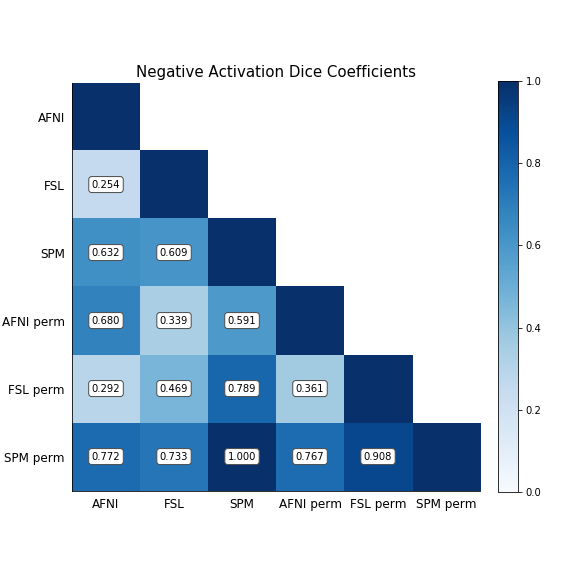 Negative Activation Dice Coefficients
1.0
AFNI
0.8
FSL
0.254
SPM
0.632 0.609
0.6
AFNI perm
0.680 0.339 0.591
0.4
FSL perm
0.292 0.469 0.789 0.361
0.2
SPM perm
0.772 0.733 1.000 0.767 0.908
0.0
AFNI FSL SPM AFNI perm FSL perm SPM perm